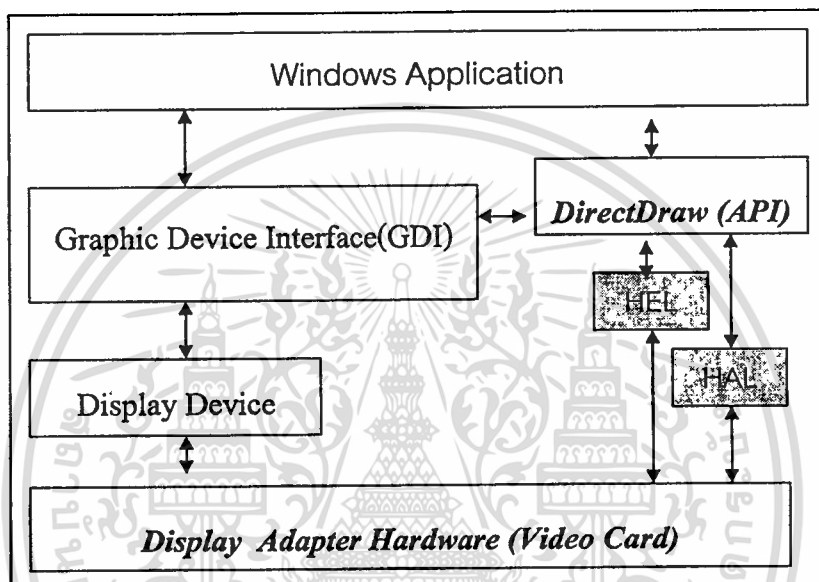 Windows Application
DirectDraw (API)
Graphic Device Interface(GDI)
HEL
HAL
Display Device
Display Adapter Hardware (Video Card)